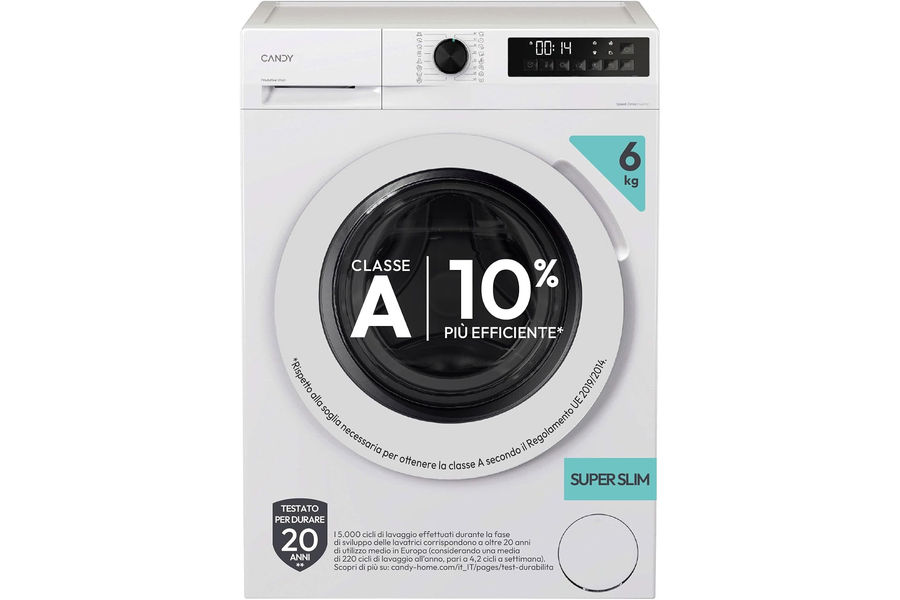 CANDY
00:14
6
kg
CLASSE
A
10%
PIÙ EFFICIENTE*
*Rispetto alla soglia necessaria per ottenere la classe A secondo il Regolamento UE 2019/2014.
SUPER SLIM
TESTATO
PER DURARE
20
ANNI
**
I 5.000 cicli di lavaggio effettuati durante la fase
di sviluppo delle lavatrici corrispondono a oltre 20 anni
di utilizzo medio in Europa (considerando una media
di 220 cicli di lavaggio all'anno, pari a 4,2 cicli a settimana).
Scopri di più su: candy-home.com/it_IT/pages/test-durabilita